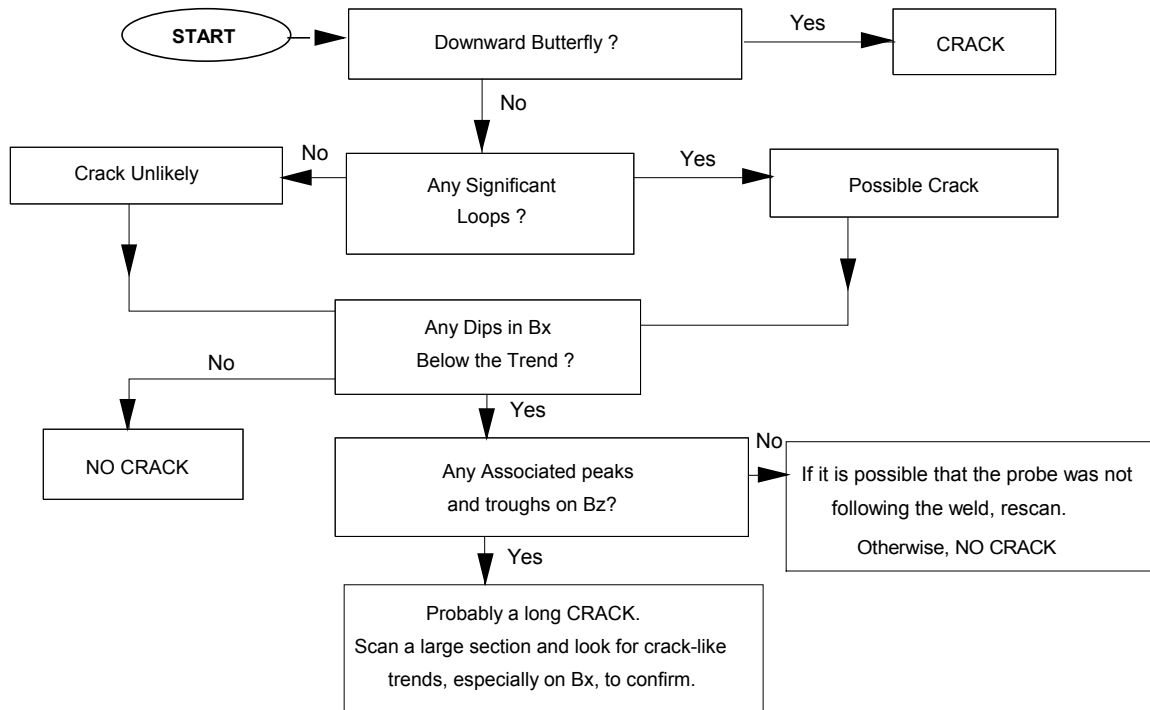 START
Downward Butterfly ?
Yes
CRACK
No
No
Crack Unlikely
Any Significant
Loops ?
Yes
Possible Crack
Any Dips in Bx
Below the Trend ?
No
NO CRACK
Yes
Any Associated peaks
and troughs on Bz?
No
If it is possible that the probe was not
following the weld, rescan.
Otherwise, NO CRACK
Yes
Probably a long CRACK.
Scan a large section and look for crack-like
trends, especially on Bx, to confirm.